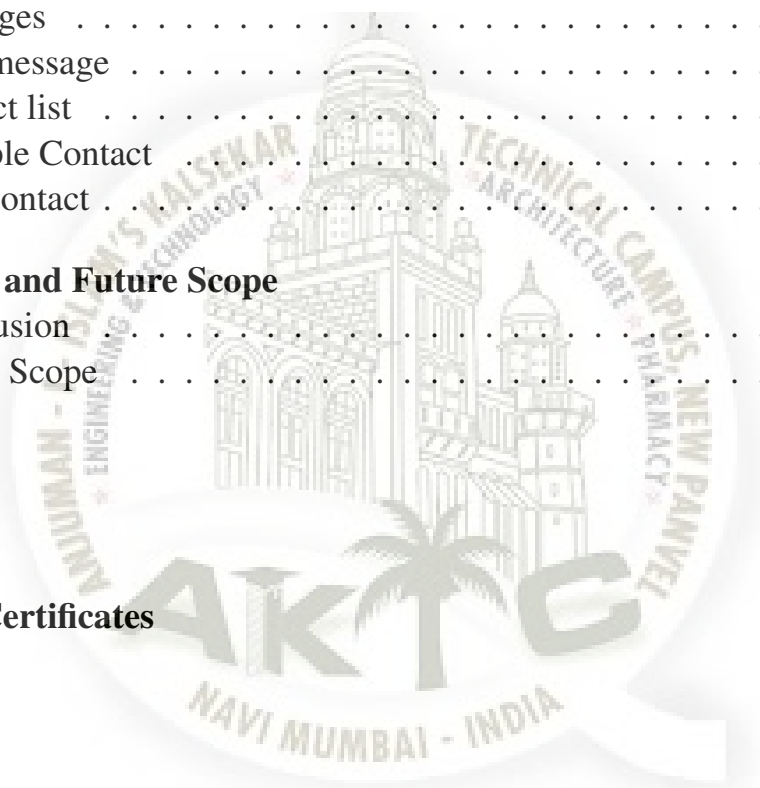 ges . . . . . . . . . . . . . . . . . . . . . . . .
message . . . . . . . . . . . . . . . . . . . . . .
ct list . . . . . . . . . . . . . . . . . . . . . . .
ole Contact . . . . . . . . . . . . . . . . . . . .
ontact . . . . . . . . . . . . . . . . . . . . . . .
and Future Scope
usion . . . . . . . . . . . . . . . . . . . . . . . .
Scope . . . . . . . . . . . . . . . . . . . . . . .
Certificates
ANJUMAN - I - ISLAM'S KALSEKAR TECHNICAL CAMPUS, NEW PANVEL
ENGINEERING & TECHNOLOGY * ARCHITECTURE * PHARMACY *
AKTC
NAVI MUMBAI - INDIA